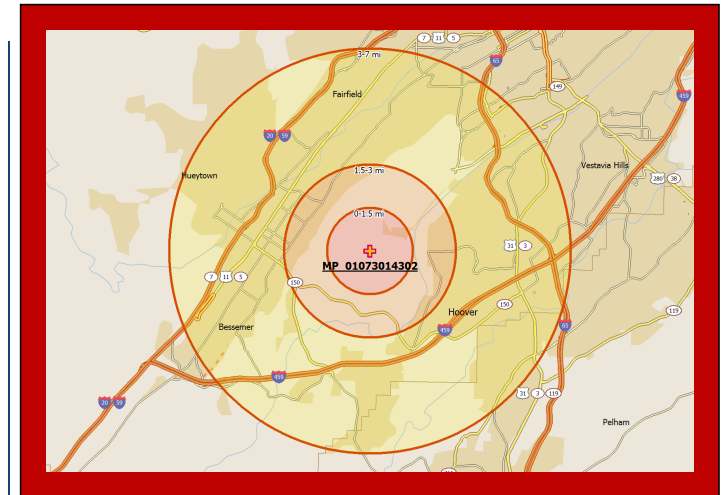 7 11 5
3-7 mi
65
149
Fairfield
459
20 59
1.5-3 mi
Vestavia Hills
Hueytown
280 38
0-1.5 mi
31 3
MP_01073014302
7 11 5
150
150
119
Hoover
Bessemer
459
65
459
31 3 119
20 59
Pelham